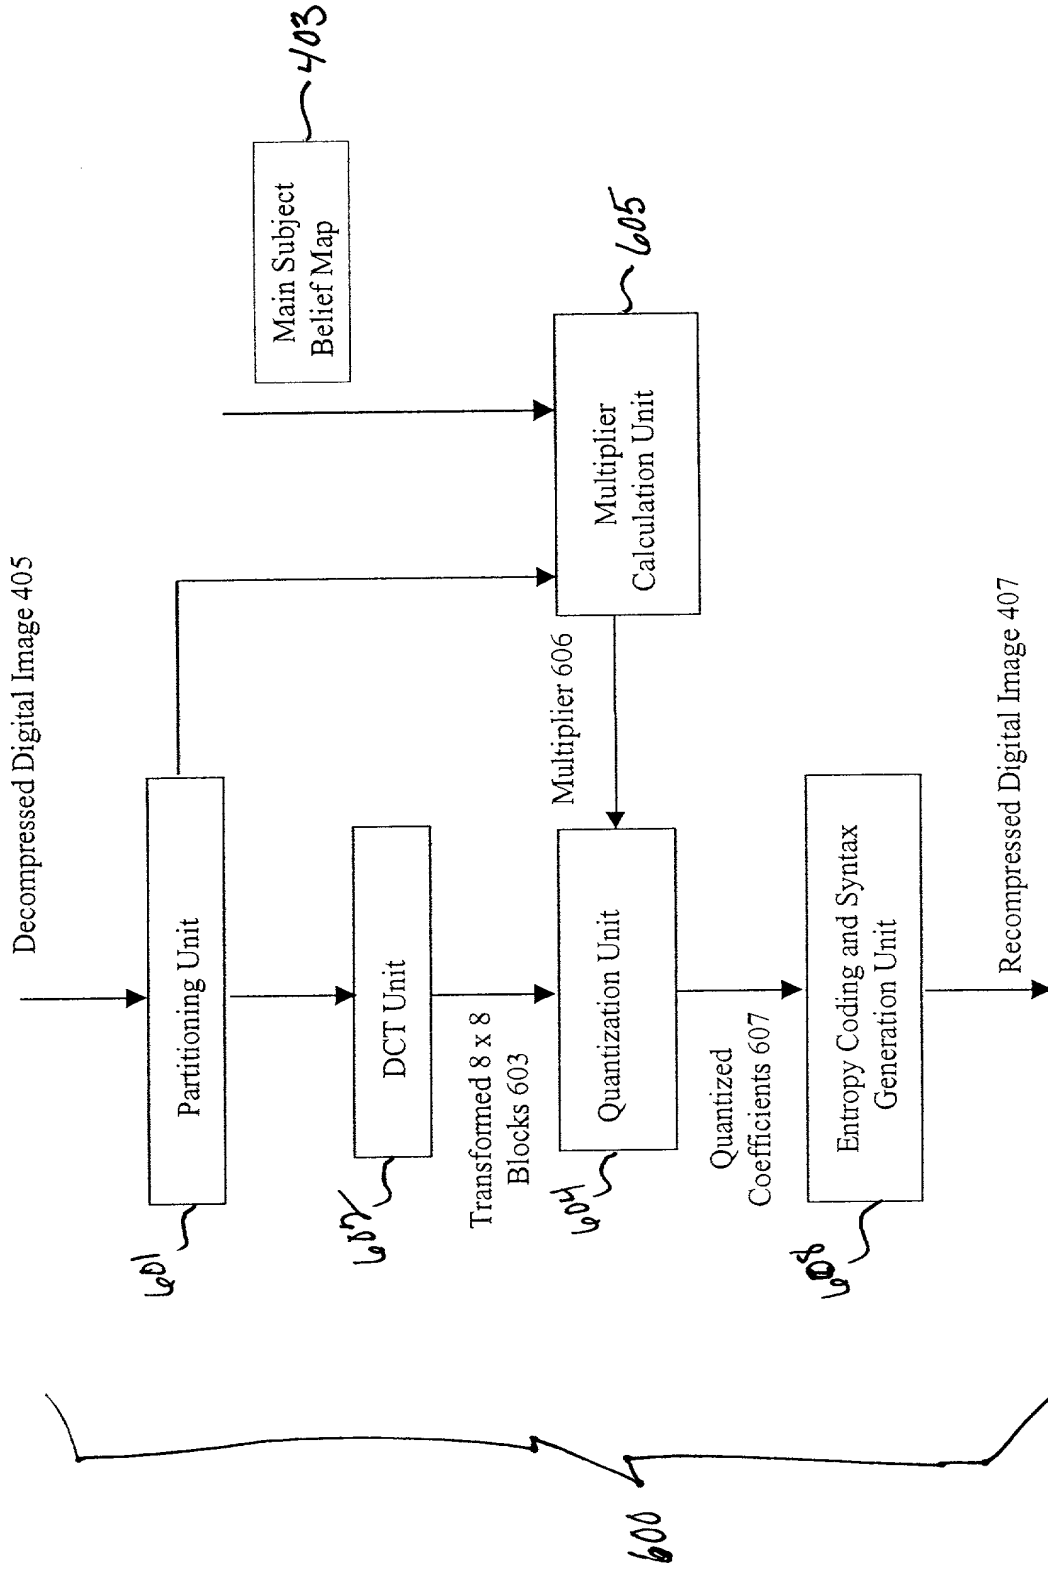 Decompressed Digital Image 405
601
Partitioning Unit
Main Subject
Belief Map
403
602
DCT Unit
Transformed 8 x 8
Blocks 603
604
Quantization Unit
Multiplier 606
Multiplier
Calculation Unit
605
Quantized
Coefficients 607
608
Entropy Coding and Syntax
Generation Unit
Recompressed Digital Image 407
600